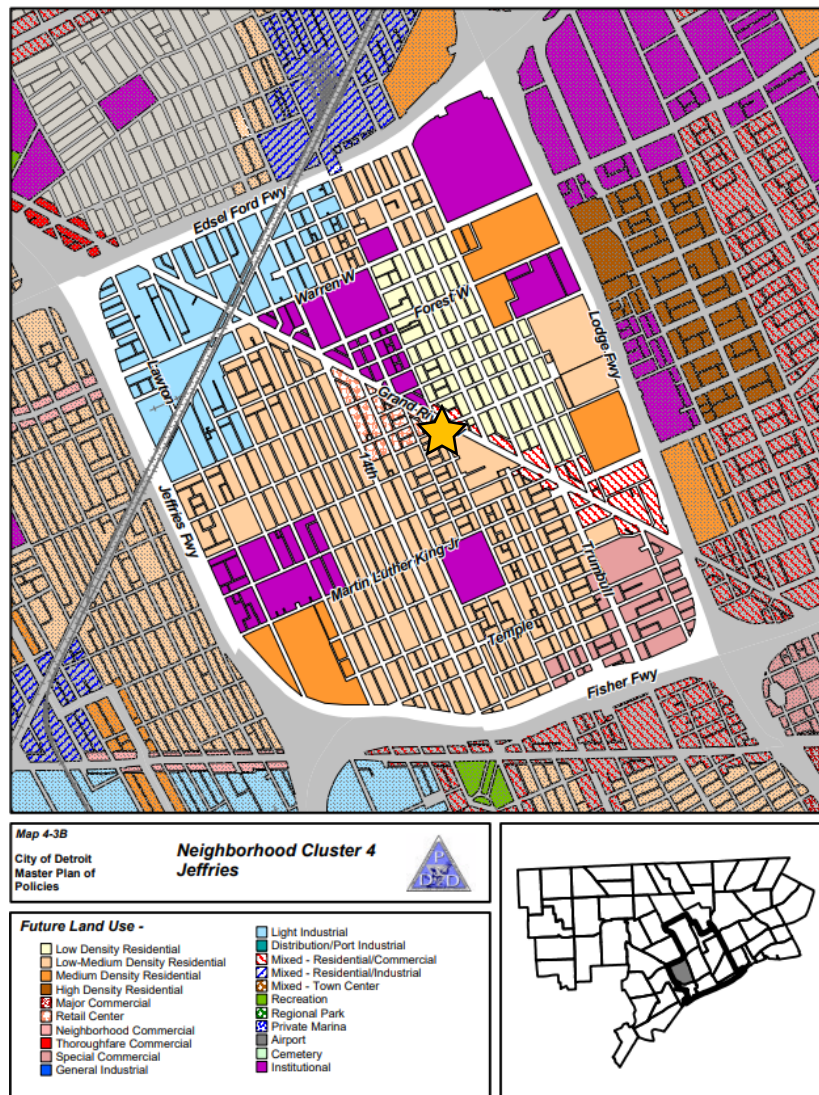 Edsel Ford Fwy
Warren W
Forest W
Lodge Fwy
Lawton
Grand Ri
14th
Jeffries Fwy
Martin Luther King Jr
Trumbull
Temple
Fisher Fwy
Map 4-3B
City of Detroit
Master Plan of
Policies
Neighborhood Cluster 4
Jeffries
P
D D
Future Land Use -
Low Density Residential
Low-Medium Density Residential
Medium Density Residential
High Density Residential
Major Commercial
Retail Center
Neighborhood Commercial
Thoroughfare Commercial
Special Commercial
General Industrial
Light Industrial
Distribution/Port Industrial
Mixed - Residential/Commercial
Mixed - Residential/Industrial
Mixed - Town Center
Recreation
Regional Park
Private Marina
Airport
Cemetery
Institutional